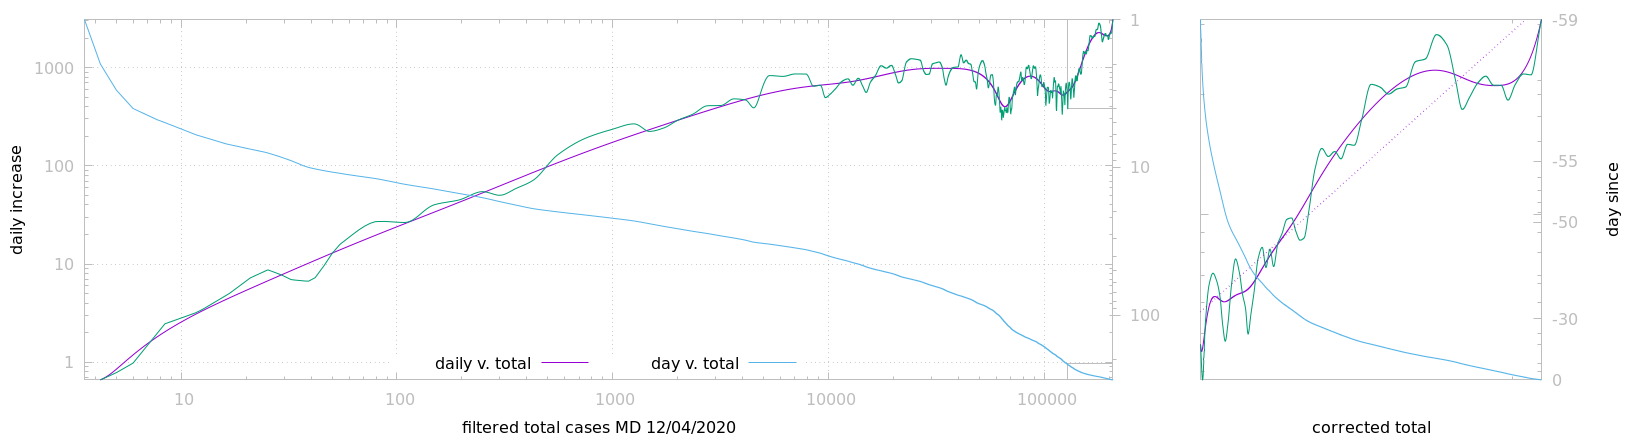 1 -59
1000
daily increase
100 10 -55
day since
-50
10
100 -30
1 daily v. total day v. total
0
10 100 1000 10000 100000
filtered total cases MD 12/04/2020 corrected total